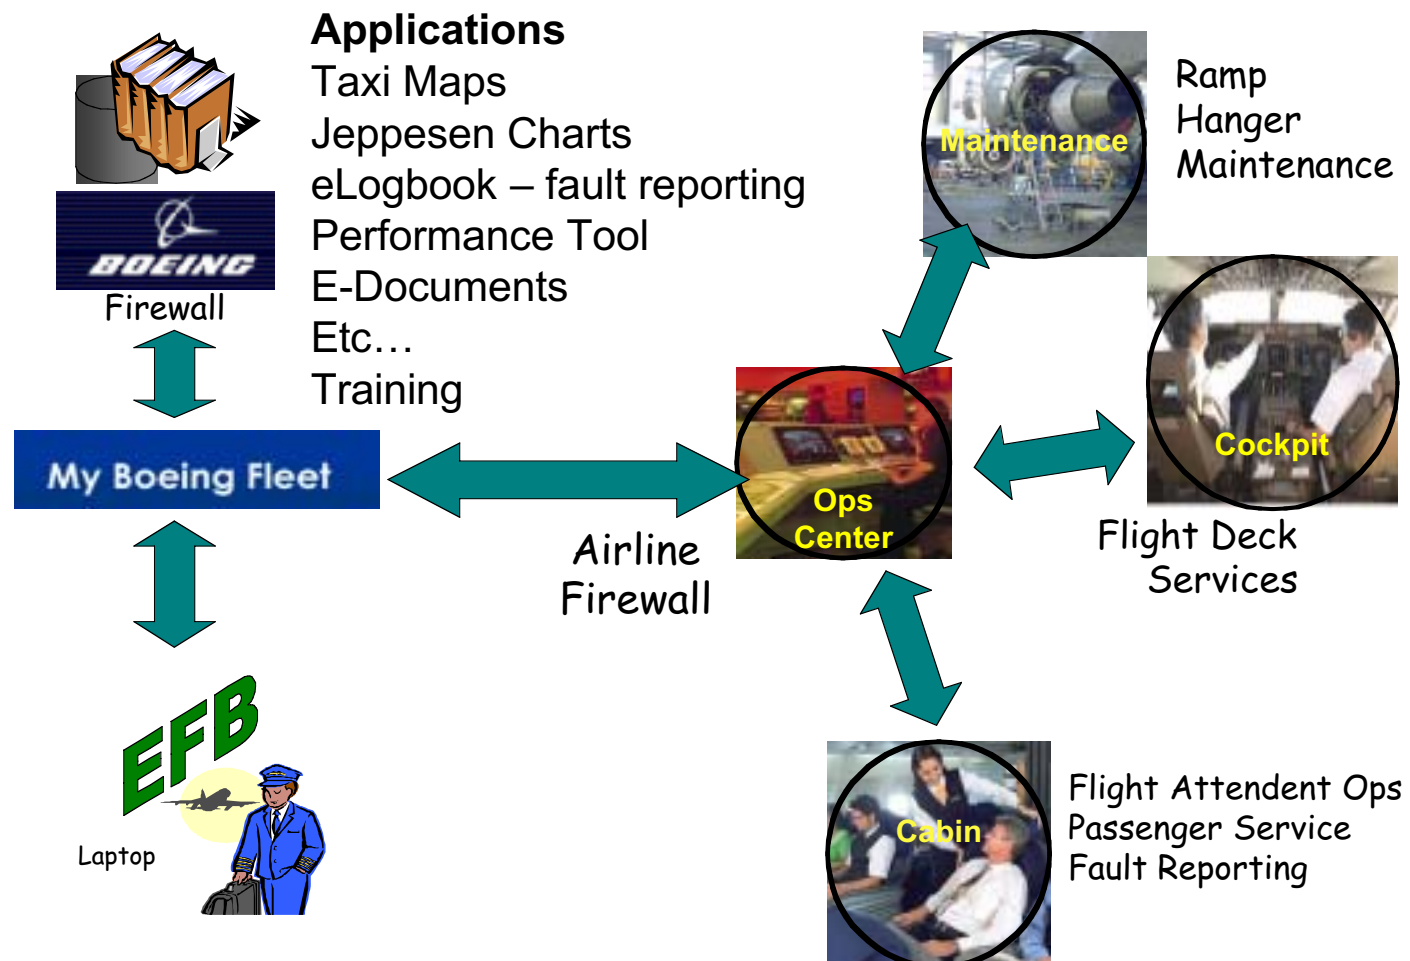 Applications
Taxi Maps
Jeppesen Charts
eLogbook – fault reporting
Performance Tool
E-Documents
Etc…
Training
BOEING
Firewall
My Boeing Fleet
EFB
Laptop
Airline
Firewall
Ops
Center
Maintenance
Ramp
Hanger
Maintenance
Cockpit
Flight Deck
Services
Cabin
Flight Attendent Ops
Passenger Service
Fault Reporting